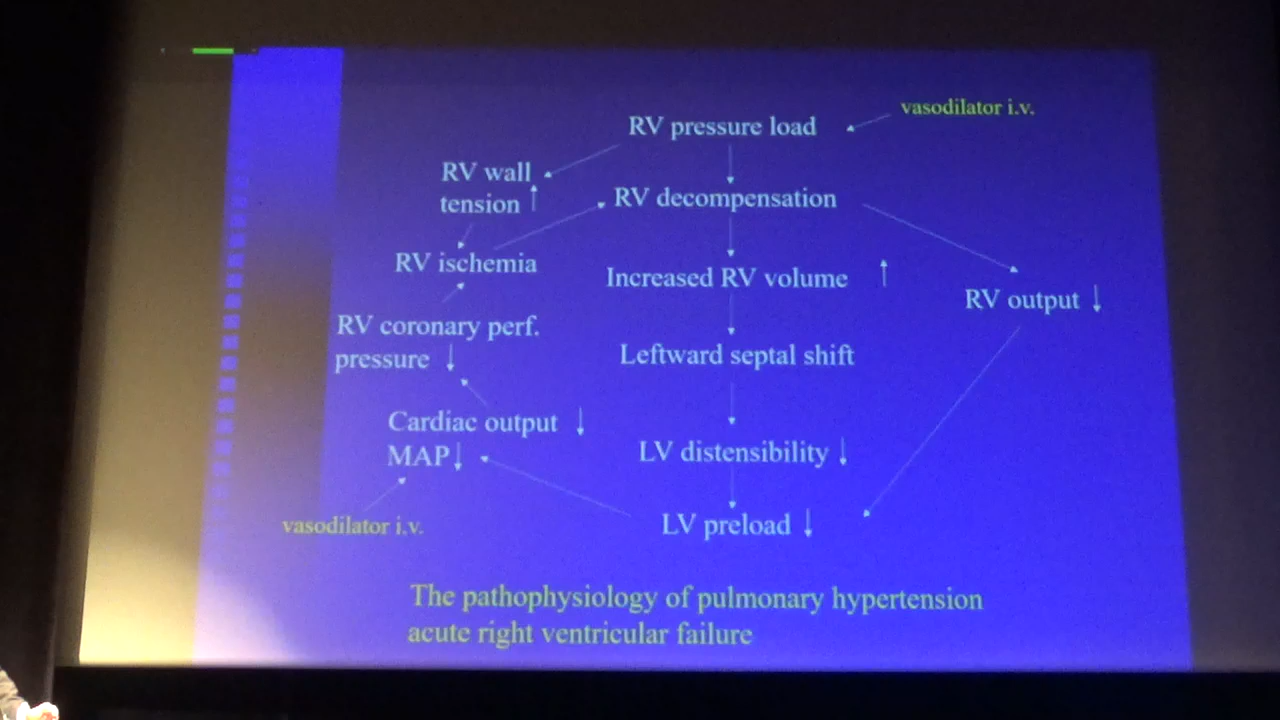 vasodilator i.v.
RV pressure load
RV wall
tension ↑
RV decompensation
RV ischemia
Increased RV volume ↑
RV output ↓
RV coronary perf.
pressure ↓
Leftward septal shift
Cardiac output ↓
MAP↓
LV distensibility ↓
vasodilator i.v.
LV preload ↓
The pathophysiology of pulmonary hypertension
acute right ventricular failure